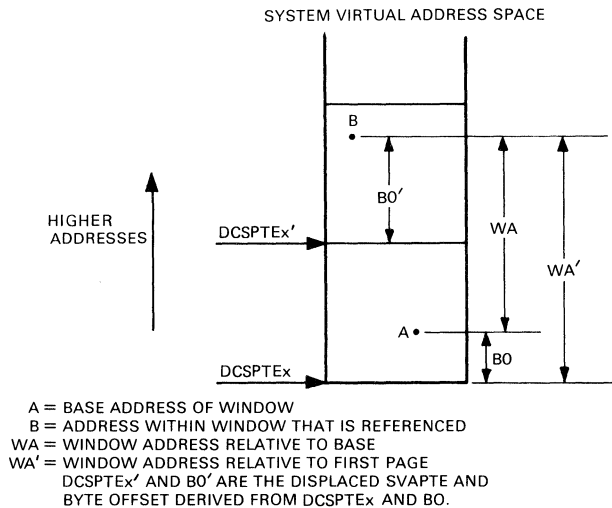 SYSTEM VIRTUAL ADDRESS SPACE
B
BO′
HIGHER
ADDRESSES
DCSPTEx′
WA
WA′
A
BO
DCSPTEx
A = BASE ADDRESS OF WINDOW
B = ADDRESS WITHIN WINDOW THAT IS REFERENCED
WA = WINDOW ADDRESS RELATIVE TO BASE
WA′ = WINDOW ADDRESS RELATIVE TO FIRST PAGE
DCSPTEx′ AND BO′ ARE THE DISPLACED SVAPTE AND
BYTE OFFSET DERIVED FROM DCSPTEx AND BO.